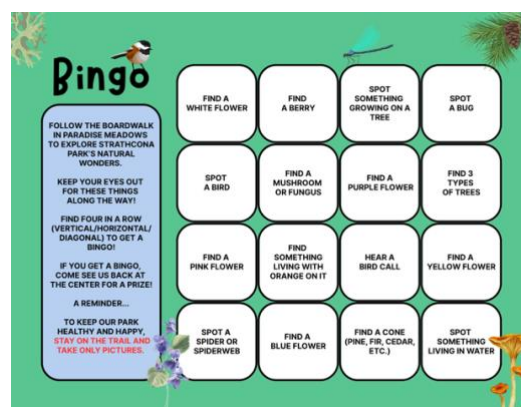 Bingo
FOLLOW THE BOARDWALK
IN PARADISE MEADOWS
TO EXPLORE STRATHCONA
PARK'S NATURAL
WONDERS.
KEEP YOUR EYES OUT
FOR THESE THINGS
ALONG THE WAY!
FIND FOUR IN A ROW
(VERTICAL/HORIZONTAL/
DIAGONAL) TO GET A
BINGO!
IF YOU GET A BINGO,
COME SEE US BACK AT
THE CENTER FOR A PRIZE!
A REMINDER...
TO KEEP OUR PARK
HEALTHY AND HAPPY,
STAY ON THE TRAIL AND
TAKE ONLY PICTURES.
FIND A
WHITE FLOWER
FIND
A BERRY
SPOT
SOMETHING
GROWING ON A
TREE
SPOT
A BUG
SPOT
A BIRD
FIND A
MUSHROOM
OR FUNGUS
FIND A
PURPLE FLOWER
FIND 3
TYPES
OF TREES
FIND A
PINK FLOWER
FIND
SOMETHING
LIVING WITH
ORANGE ON IT
HEAR A
BIRD CALL
FIND A
YELLOW FLOWER
SPOT A
SPIDER OR
SPIDERWEB
FIND A
BLUE FLOWER
FIND A CONE
(PINE, FIR, CEDAR,
ETC.)
SPOT
SOMETHING
LIVING IN WATER